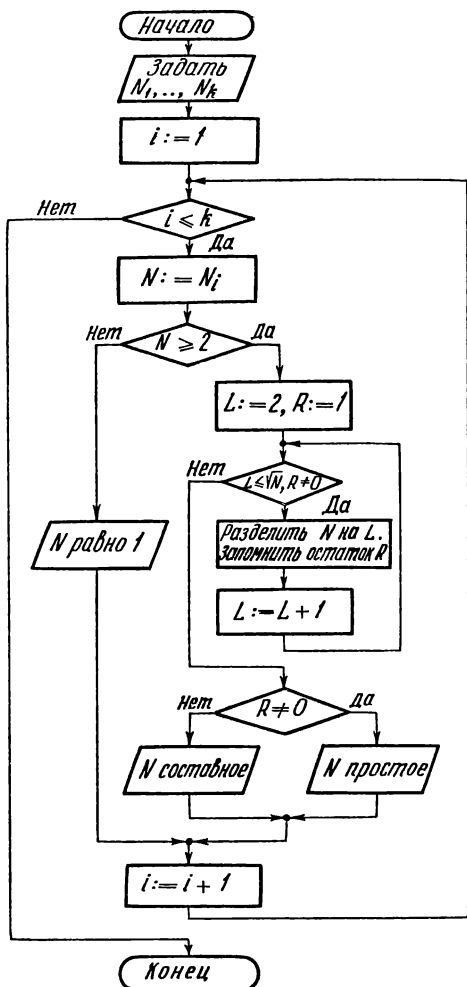 Начало
Задать
N₁,.., Nₖ
i:=1
Нет
i ≤ k
Да
N:= Nᵢ
Нет
N ≥ 2
Да
L:=2, R:=1
Нет
L≤√N, R≠0
Да
Разделить N на L.
Запомнить остаток R
N равно 1
L:=L+1
Нет
R≠0
Да
N составное
N простое
i:=i+1
Конец